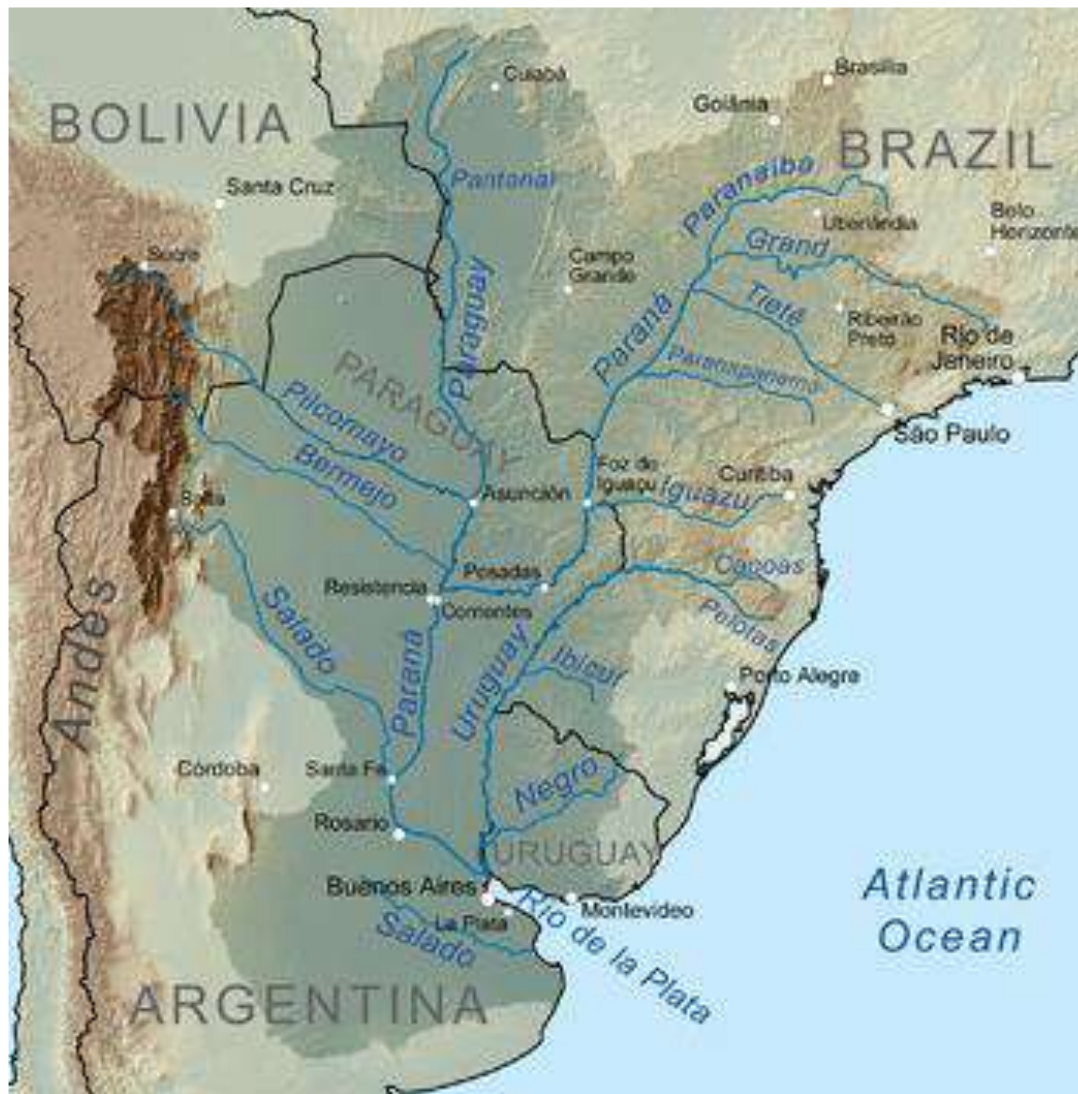 Cuiabá
Brasília
Goiânia
BOLIVIA
BRAZIL
Santa Cruz
Pantanal
Paranaíba
Uberlândia
Belo
Horizonte
Sucre
Campo
Grande
Grand
Tietê
Ribeirão
Preto
Rio de
Janeiro
Paraguay
Paraná
Paranapanema
PARAGUAY
São Paulo
Pilcomayo
Bermejo
Asunción
Foz do
Iguaçu
Iguazu
Curitiba
Salta
Posadas
Resistencia
Corrientes
Canoas
Pelotas
Andes
Salado
Paraná
Uruguay
Ibicuí
Porto Alegre
Córdoba
Santa Fe
Negro
Rosario
URUGUAY
Buenos Aires
La Plata
Montevideo
Rio de la Plata
Salado
Atlantic
Ocean
ARGENTINA